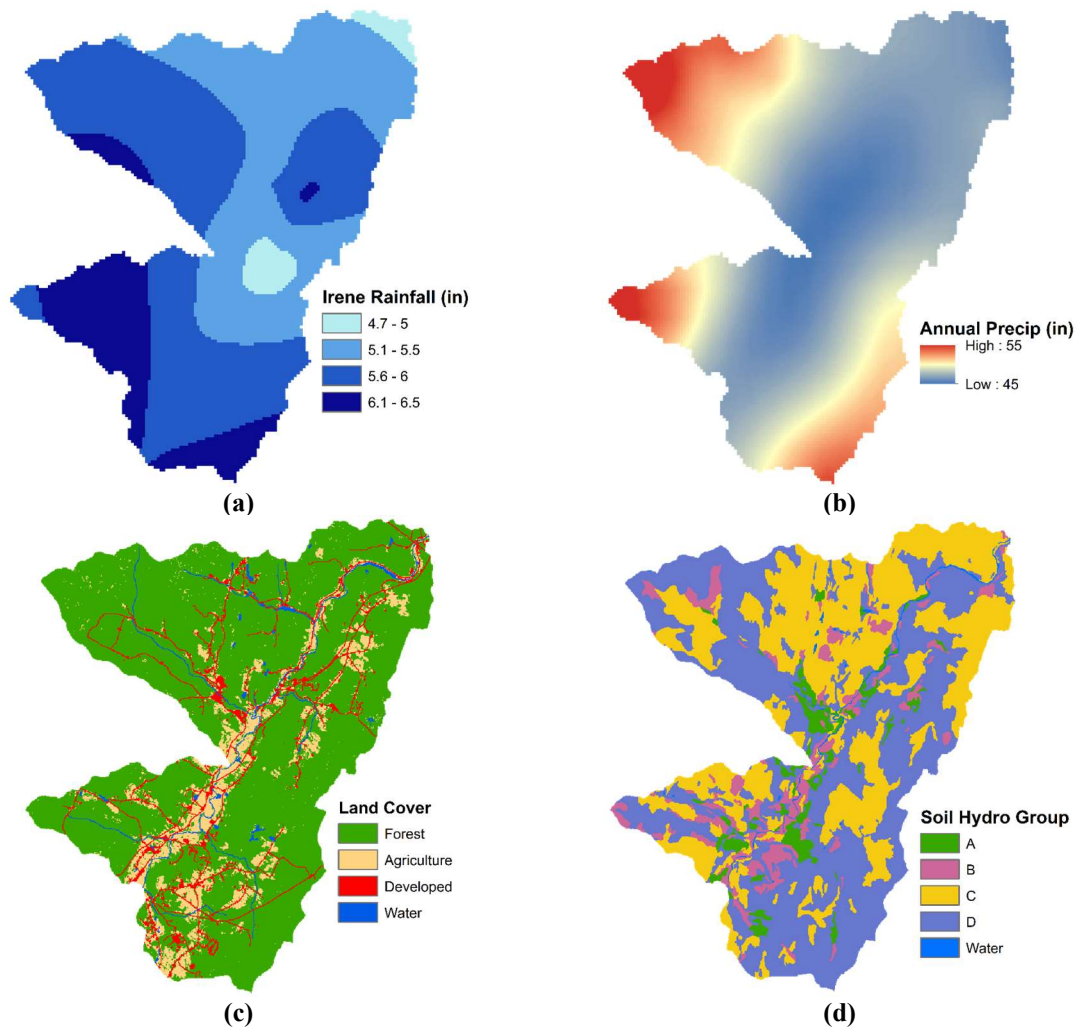 Irene Rainfall (in)
4.7 - 5
5.1 - 5.5
5.6 - 6
6.1 - 6.5
(a)
Annual Precip (in)
High : 55
Low : 45
(b)
Land Cover
Forest
Agriculture
Developed
Water
(c)
Soil Hydro Group
A
B
C
D
Water
(d)